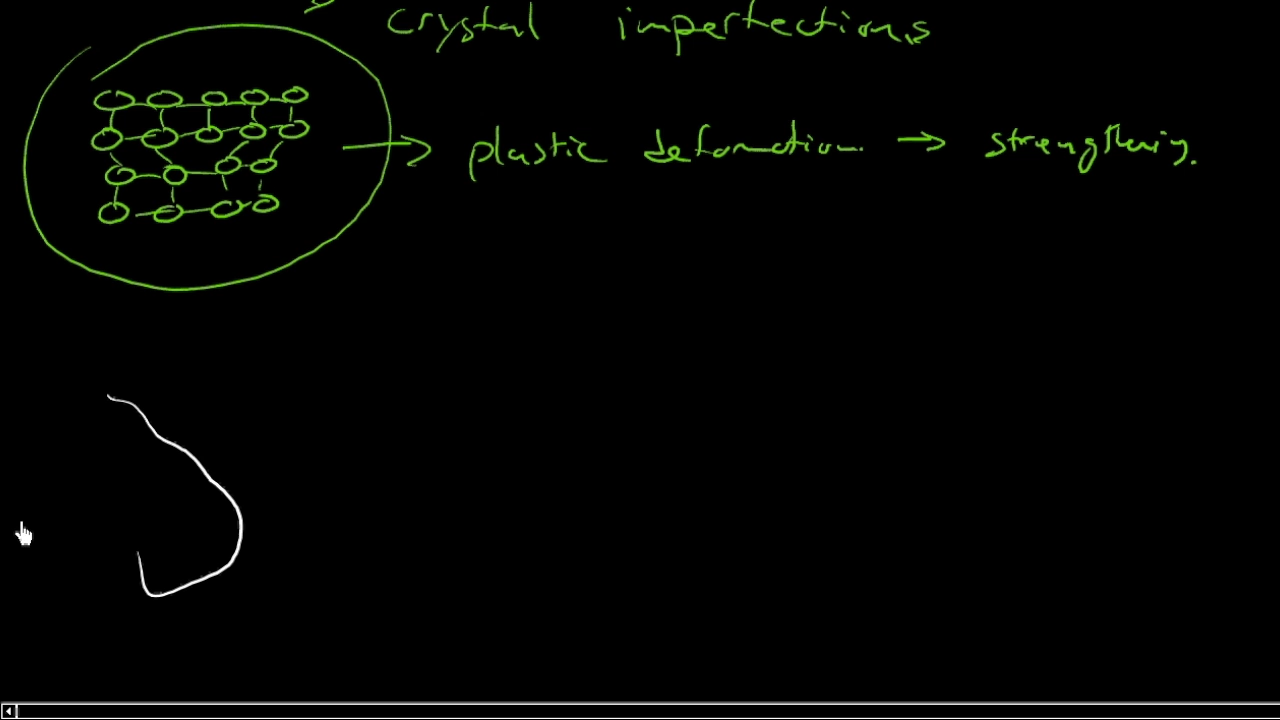 crystal imperfections
→ plastic deformation. → strengthening.